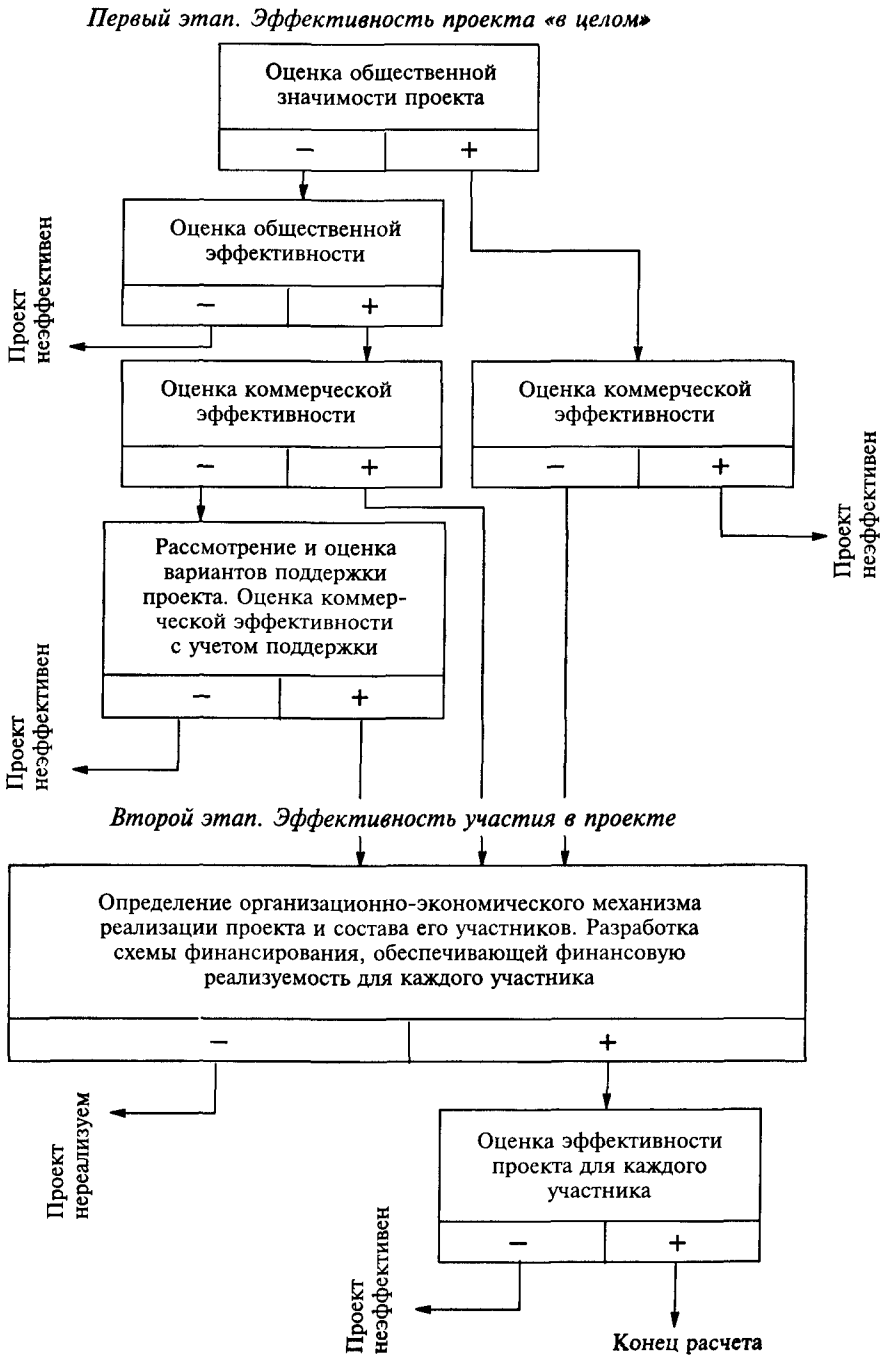 Первый этап. Эффективность проекта «в целом»
Оценка общественной
значимости проекта
− +
Оценка общественной
эффективности
− +
Проект
неэффективен
Оценка коммерческой
эффективности
− +
Оценка коммерческой
эффективности
− +
Проект
неэффективен
Рассмотрение и оценка
вариантов поддержки
проекта. Оценка коммер-
ческой эффективности
с учетом поддержки
− +
Проект
неэффективен
Второй этап. Эффективность участия в проекте
Определение организационно-экономического механизма
реализации проекта и состава его участников. Разработка
схемы финансирования, обеспечивающей финансовую
реализуемость для каждого участника
− +
Проект
нереализуем
Оценка эффективности
проекта для каждого
участника
− +
Проект
неэффективен
Конец расчета